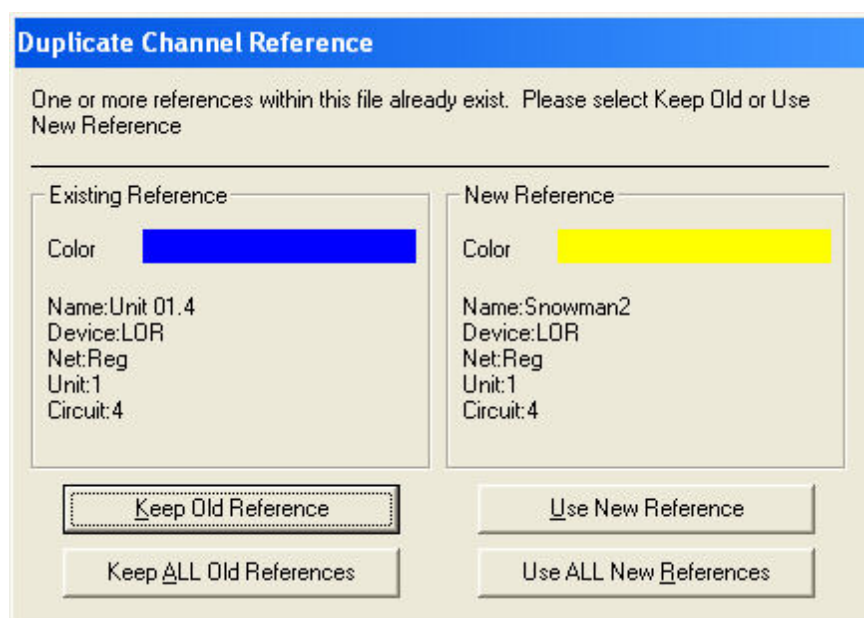 Duplicate Channel Reference
One or more references within this file already exist. Please select Keep Old or Use
New Reference
Existing Reference
Color
Name:Unit 01.4
Device:LOR
Net:Reg
Unit:1
Circuit:4
New Reference
Color
Name:Snowman2
Device:LOR
Net:Reg
Unit:1
Circuit:4
Keep Old Reference
Use New Reference
Keep ALL Old References
Use ALL New References